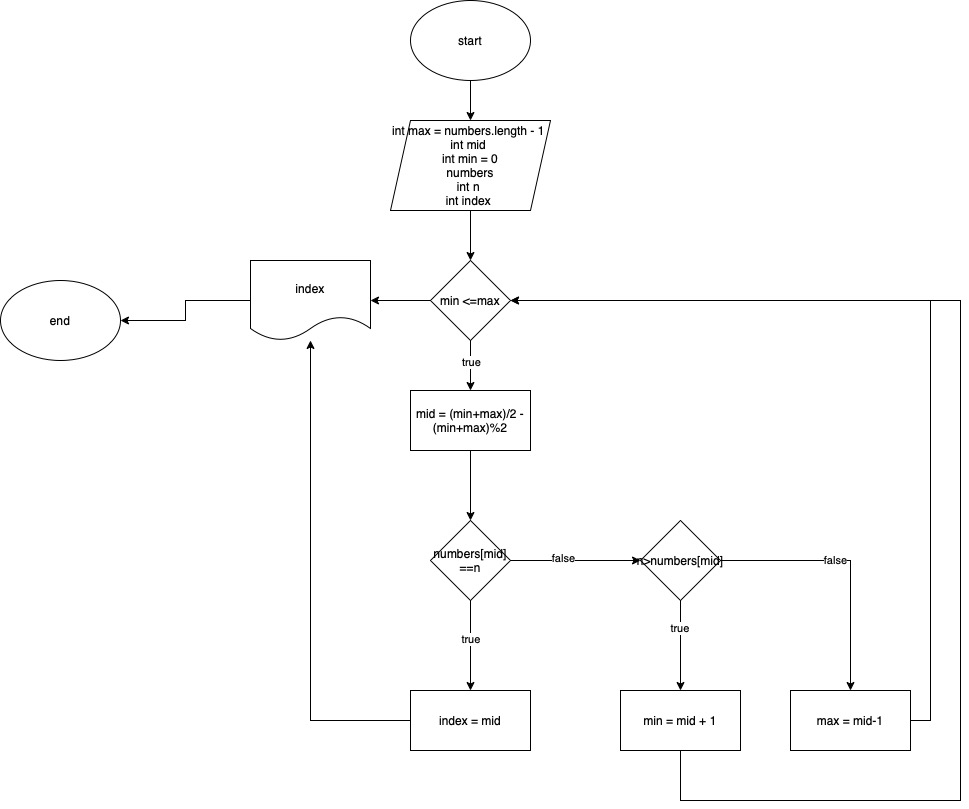 start
int max = numbers.length - 1
int mid
int min = 0
numbers
int n
int index
index
min <=max
end
true
mid = (min+max)/2 -
(min+max)%2
numbers[mid]
==n
false
n>numbers[mid]
false
true
true
index = mid
min = mid + 1
max = mid-1